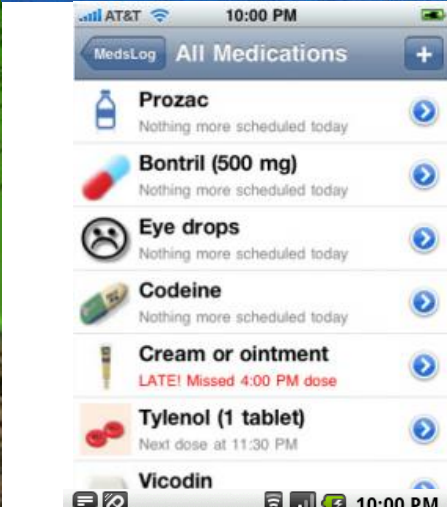 AT&T 10:00 PM
MedsLog All Medications +
Prozac
Nothing more scheduled today
Bontril (500 mg)
Nothing more scheduled today
Eye drops
Nothing more scheduled today
Codeine
Nothing more scheduled today
Cream or ointment
LATE! Missed 4:00 PM dose
Tylenol (1 tablet)
Next dose at 11:30 PM
Vicodin
10:00 PM